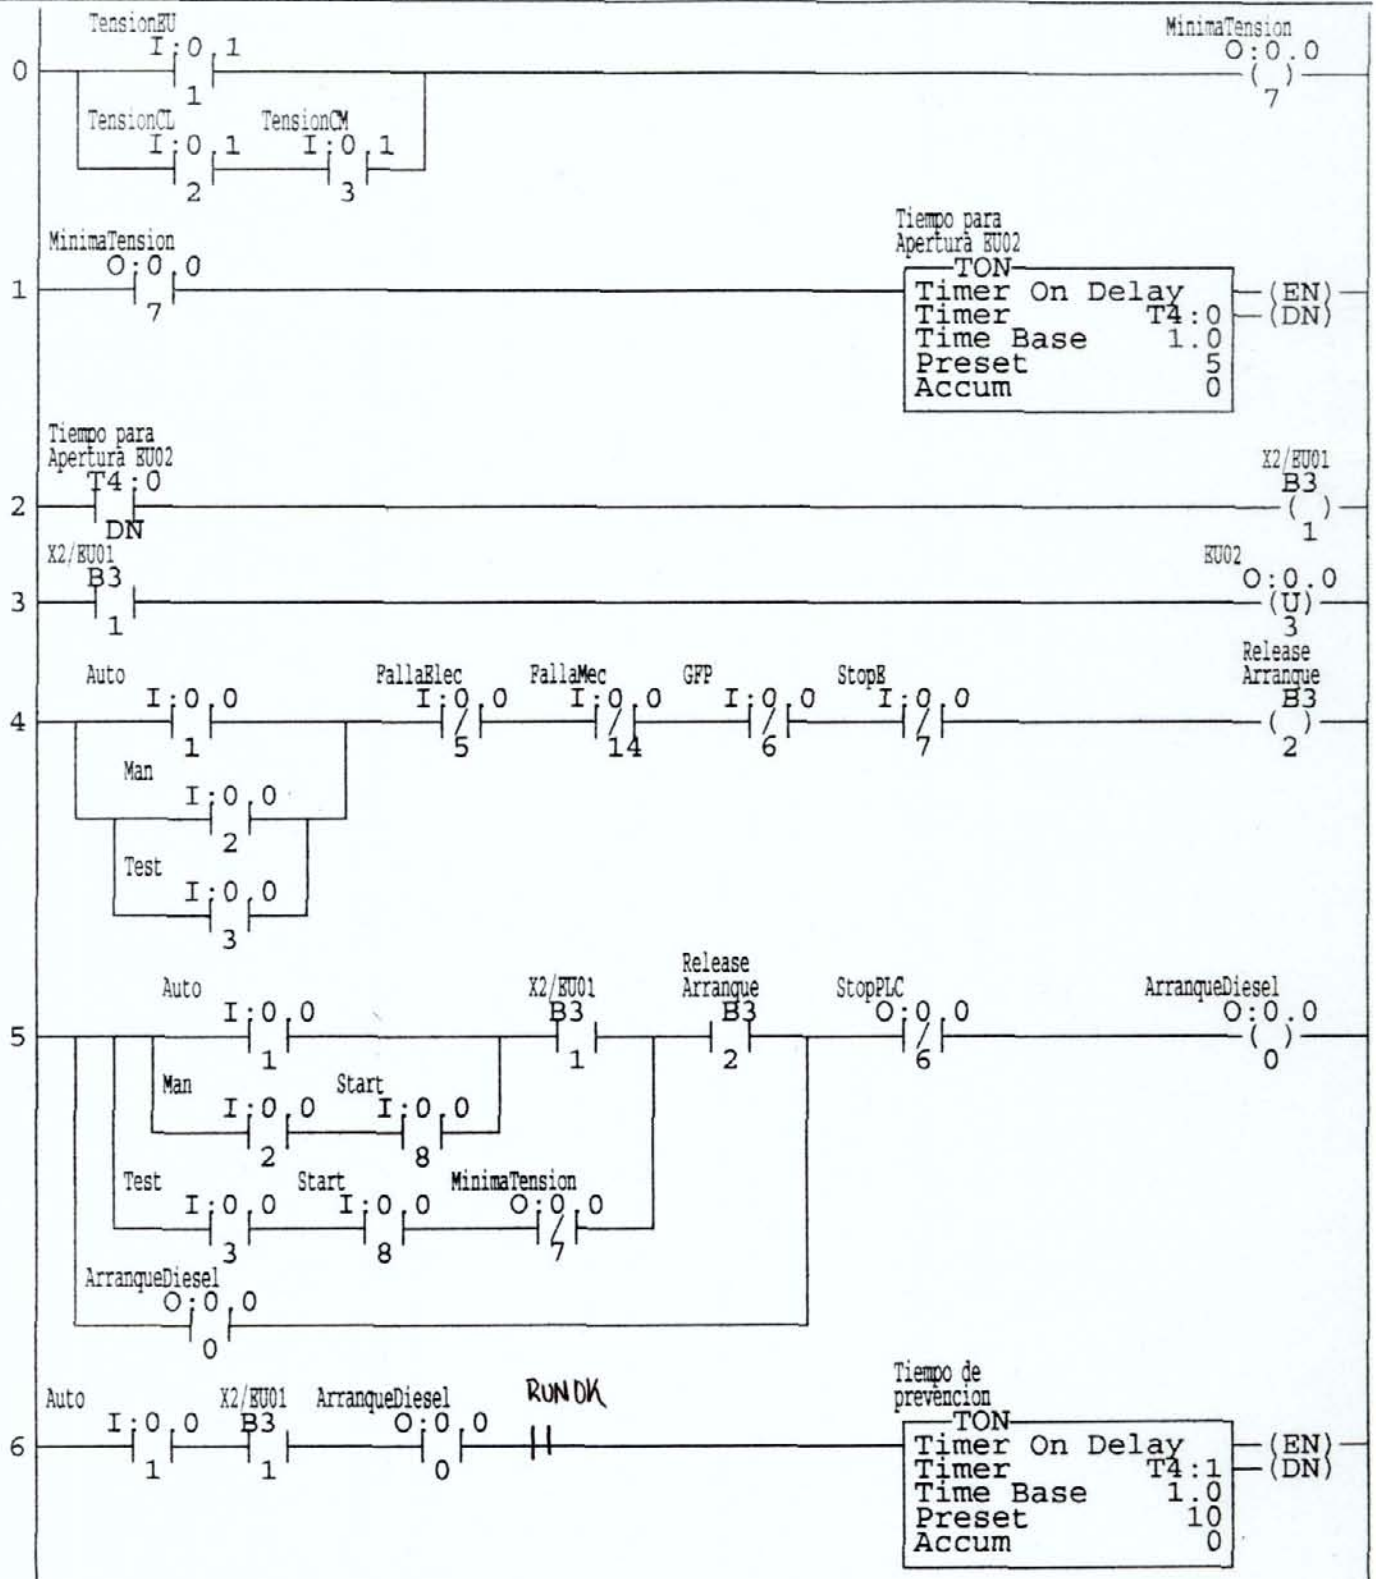 TensionEU
I:0.1
MinimaTension
O:0.0
0
( )
1
7
TensionCL
TensionCM
I:0.1
I:0.1
2
3
MinimaTension
O:0.0
Tiempo para
Apertura EU02
TON
1
Timer On Delay
(EN)
7
Timer T4:0
(DN)
Time Base 1.0
Preset 5
Accum 0
Tiempo para
Apertura EU02
T4:0
X2/EU01
B3
2
( )
DN
1
X2/EU01
B3
EU02
O:0.0
3
(U)
1
3
Auto
I:0.0
FallaElec
I:0.0
FallaMec
I:0.0
GFP
I:0.0
StopE
I:0.0
Release
Arranque
B3
4
( )
1
5
14
6
7
2
Man
I:0.0
2
Test
I:0.0
3
Auto
I:0.0
X2/EU01
B3
Release
Arranque
B3
StopPLC
O:0.0
ArranqueDiesel
O:0.0
5
( )
1
1
2
6
0
Man
I:0.0
Start
I:0.0
2
8
Test
I:0.0
Start
I:0.0
MinimaTension
O:0.0
3
8
7
ArranqueDiesel
O:0.0
0
Auto
I:0.0
X2/EU01
B3
ArranqueDiesel
O:0.0
RUNOK
Tiempo de
prevencion
TON
6
Timer On Delay
(EN)
1
1
0
Timer T4:1
(DN)
Time Base 1.0
Preset 10
Accum 0